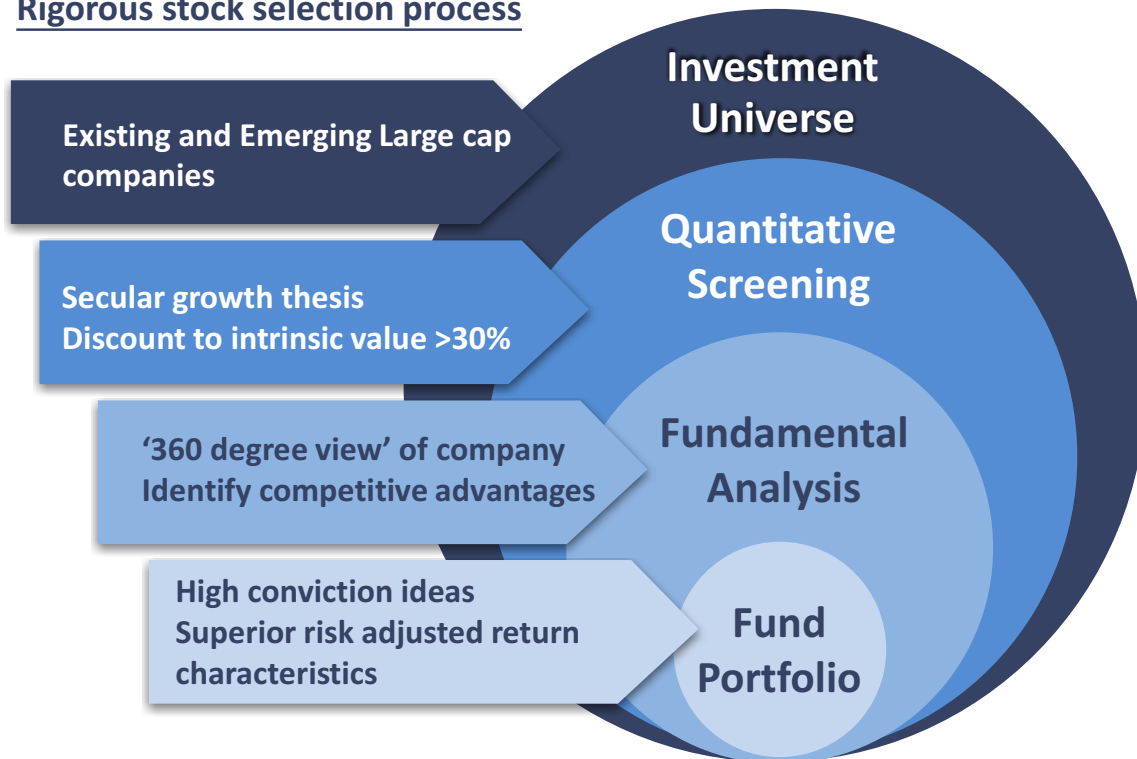 Rigorous stock selection process
Investment
Universe
Existing and Emerging Large cap
companies
Quantitative
Screening
Secular growth thesis
Discount to intrinsic value >30%
Fundamental
Analysis
‘360 degree view’ of company
Identify competitive advantages
High conviction ideas
Superior risk adjusted return
characteristics
Fund
Portfolio